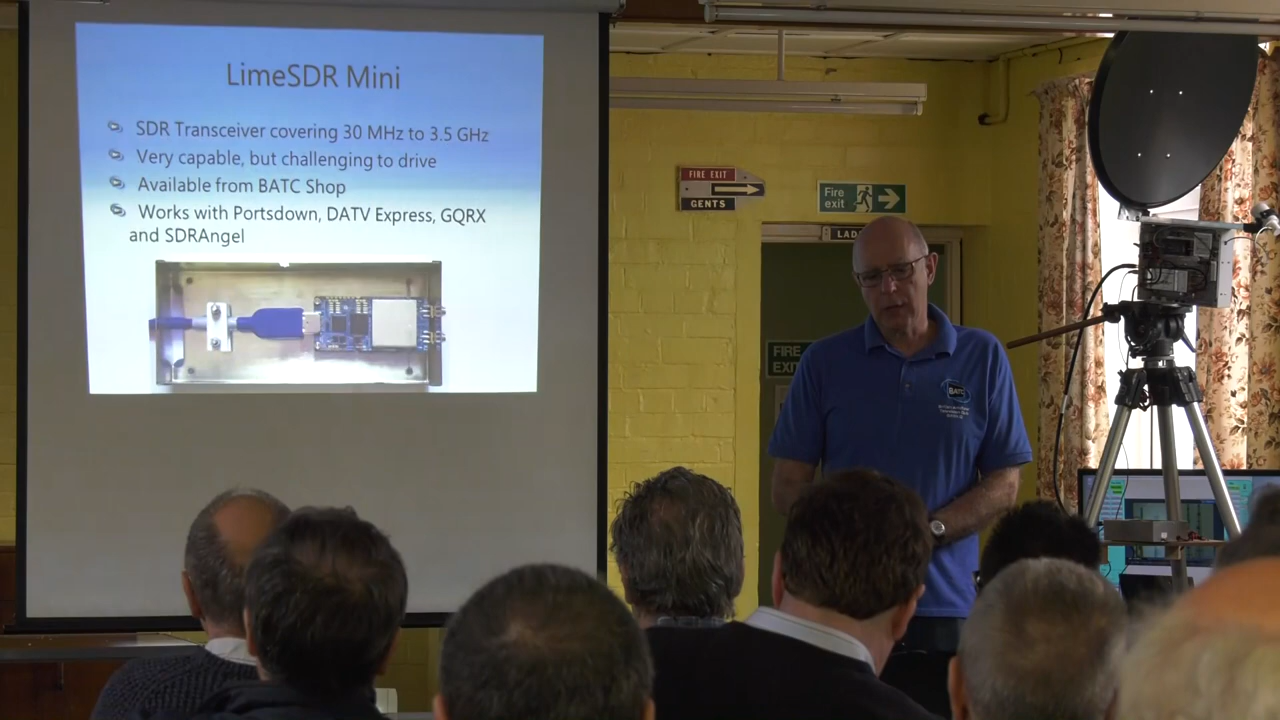 LimeSDR Mini
SDR Transceiver covering 30 MHz to 3.5 GHz
Very capable, but challenging to drive
Available from BATC Shop
Works with Portsdown, DATV Express, GQRX
and SDRAngel
FIRE EXIT
GENTS
Fire
exit
FIRE
EXIT
BATC